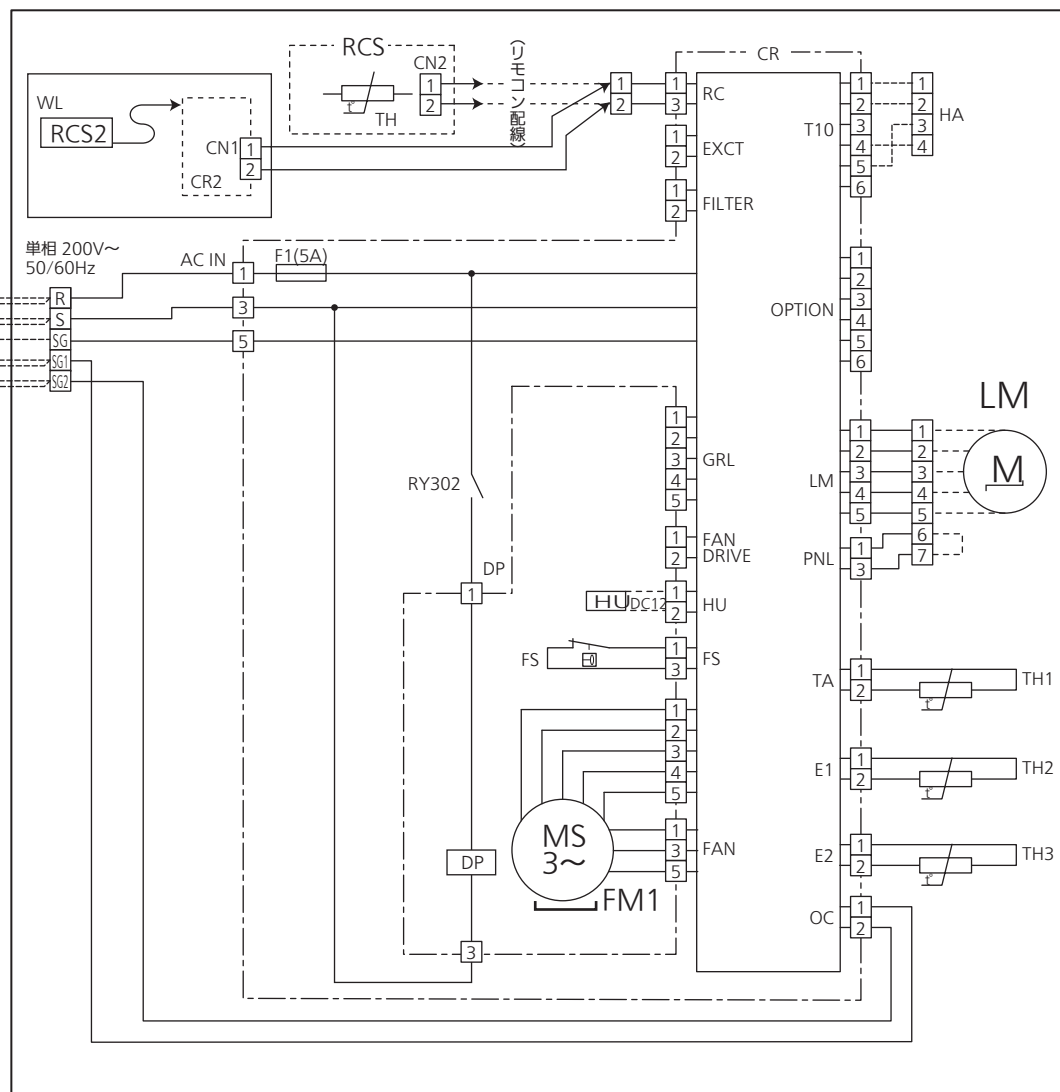 RCS
CN2
1
2
t°
TH
(リモコン配線)
WL
RCS2
CN1
1
2
CR2
1
2
CR
1
3
RC
1
2
EXCT
1
2
FILTER
T10
1
2
3
4
5
6
1
2
3
4
HA
単相 200V～
50/60Hz
R
S
SG
SG1
SG2
AC IN
1
3
5
F1(5A)
OPTION
1
2
3
4
5
6
RY302
DP
1
DP
3
1
2
3
4
5
GRL
1
2
FAN
DRIVE
HU
DC12
1
2
HU
FS
1
3
FS
1
2
3
4
5
MS
3～
FM1
1
3
5
FAN
LM
LM
1
2
3
4
5
1
2
3
4
5
6
7
M
PNL
1
3
TA
1
2
t°
TH1
E1
1
2
t°
TH2
E2
1
2
t°
TH3
OC
1
2